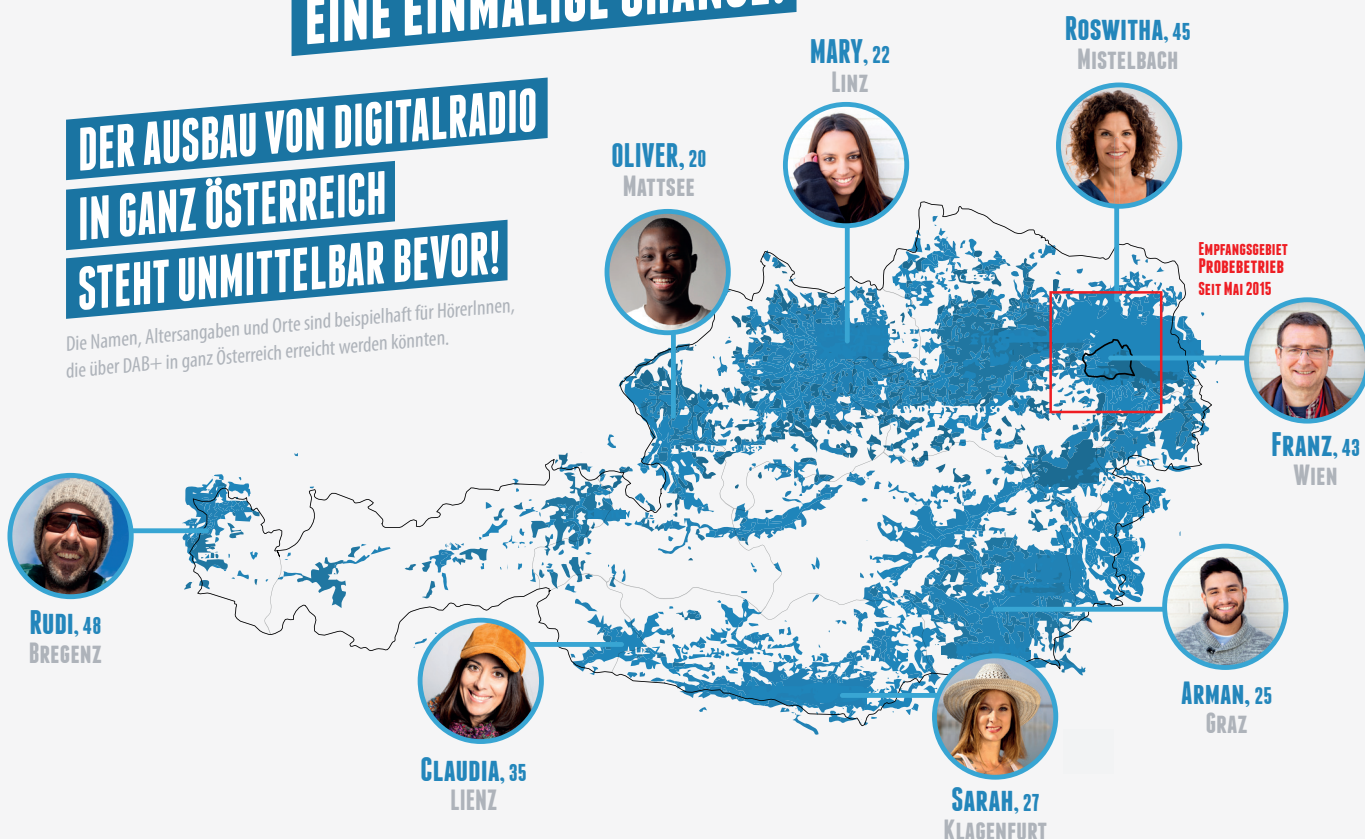 EINE EINMALIGE CHANCE!
DER AUSBAU VON DIGITALRADIO
IN GANZ ÖSTERREICH
STEHT UNMITTELBAR BEVOR!
Die Namen, Altersangaben und Orte sind beispielhaft für HörerInnen,
die über DAB+ in ganz Österreich erreicht werden könnten.
ROSWITHA, 45
MISTELBACH
MARY, 22
LINZ
OLIVER, 20
MATTSEE
EMPFANGSGEBIET
PROBEBETRIEB
SEIT MAI 2015
FRANZ, 43
WIEN
RUDI, 48
BREGENZ
ARMAN, 25
GRAZ
CLAUDIA, 35
LIENZ
SARAH, 27
KLAGENFURT